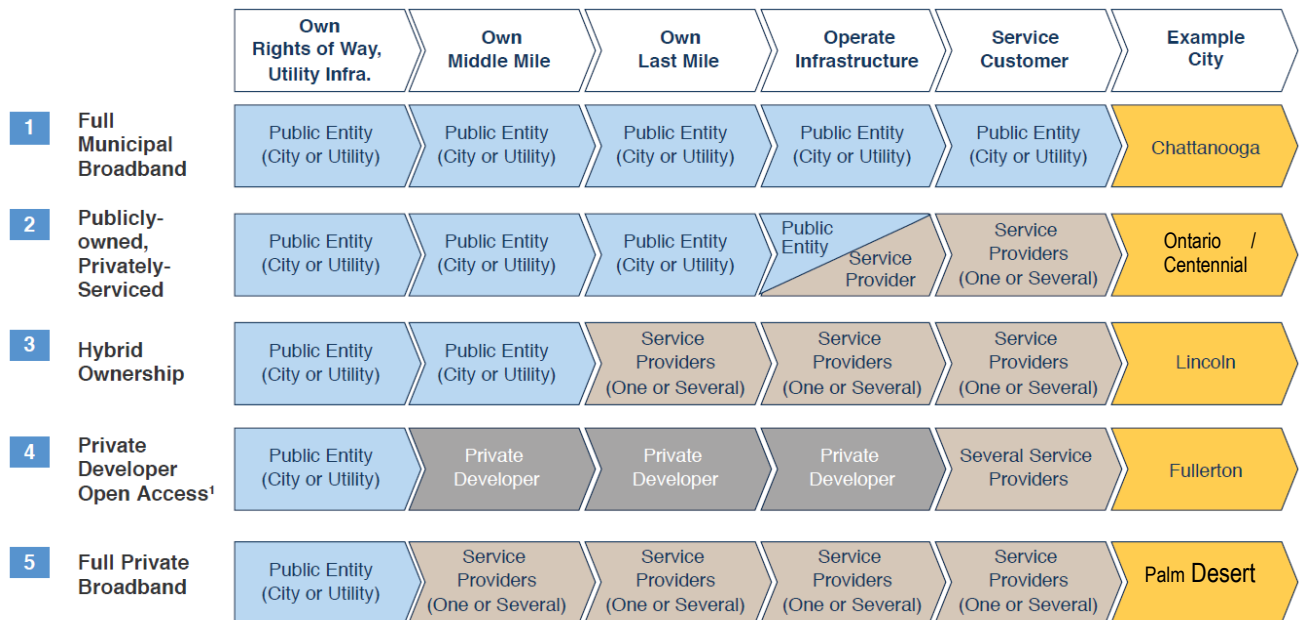 Own
Rights of Way,
Utility Infra.
Own
Middle Mile
Own
Last Mile
Operate
Infrastructure
Service
Customer
Example
City
1
Full
Municipal
Broadband
Public Entity
(City or Utility)
Public Entity
(City or Utility)
Public Entity
(City or Utility)
Public Entity
(City or Utility)
Public Entity
(City or Utility)
Chattanooga
2
Publicly-
owned,
Privately-
Serviced
Public Entity
(City or Utility)
Public Entity
(City or Utility)
Public Entity
(City or Utility)
Public
Entity
Service
Provider
Service
Providers
(One or Several)
Ontario /
Centennial
3
Hybrid
Ownership
Public Entity
(City or Utility)
Public Entity
(City or Utility)
Service
Providers
(One or Several)
Service
Providers
(One or Several)
Service
Providers
(One or Several)
Lincoln
4
Private
Developer
Open Access¹
Public Entity
(City or Utility)
Private
Developer
Private
Developer
Private
Developer
Several Service
Providers
Fullerton
5
Full Private
Broadband
Public Entity
(City or Utility)
Service
Providers
(One or Several)
Service
Providers
(One or Several)
Service
Providers
(One or Several)
Service
Providers
(One or Several)
Palm Desert